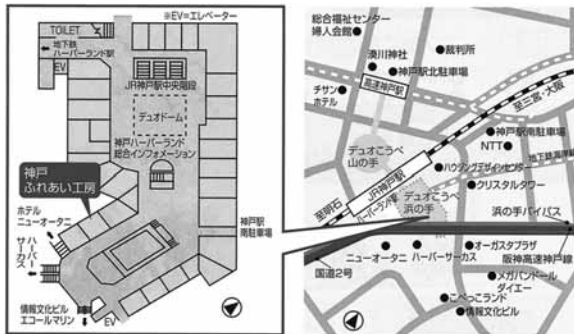 ※EV=エレベーター
TOILET
地下鉄
ハーバーランド駅
EV
JR神戸駅中央階段
デュオドーム
神戸ハーバーランド
総合インフォメーション
神戸
ふれあい工房
ホテル
ニューオータニ
ハーバー
サーカス
神戸駅
南駐車場
情報文化ビル
エコールマリン
EV
総合福祉センター
婦人会館
湊川神社
裁判所
神戸駅北駐車場
高速神戸駅
チサン
ホテル
至三宮・大阪
デュオこうべ
山の手
神戸駅南駐車場
NTT
地下鉄海岸線
ハウジングデザインセンター
JR神戸駅
ハーバーランド駅
クリスタルタワー
デュオこうべ
浜の手
至明石
浜の手バイパス
阪神高速神戸線
国道2号
ニューオータニ
ハーバーサーカス
オーガスタプラザ
メガバンドール
ダイエー
こべっこランド
情報文化ビル